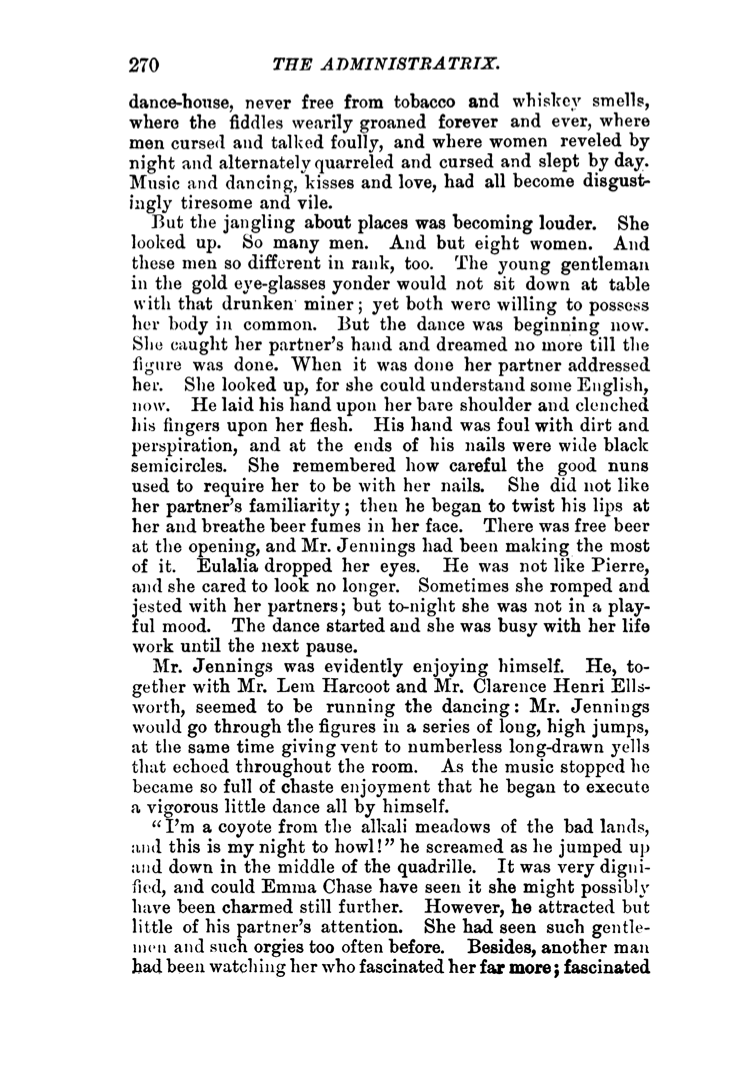 270 THE ADMINISTRATRIX.
dance-house, never free from tobacco and whiskey smells,
where the fiddles wearily groaned forever and ever, where
men cursed and talked foully, and where women reveled by
night and alternately quarreled and cursed and slept by day.
Music and dancing, kisses and love, had all become disgust-
ingly tiresome and vile.
But the jangling about places was becoming louder. She
looked up. So many men. And but eight women. And
these men so different in rank, too. The young gentleman
in the gold eye-glasses yonder would not sit down at table
with that drunken miner; yet both were willing to possess
her body in common. But the dance was beginning now.
She caught her partner's hand and dreamed no more till the
figure was done. When it was done her partner addressed
her. She looked up, for she could understand some English,
now. He laid his hand upon her bare shoulder and clenched
his fingers upon her flesh. His hand was foul with dirt and
perspiration, and at the ends of his nails were wide black
semicircles. She remembered how careful the good nuns
used to require her to be with her nails. She did not like
her partner's familiarity; then he began to twist his lips at
her and breathe beer fumes in her face. There was free beer
at the opening, and Mr. Jennings had been making the most
of it. Eulalia dropped her eyes. He was not like Pierre,
and she cared to look no longer. Sometimes she romped and
jested with her partners; but to-night she was not in a play-
ful mood. The dance started and she was busy with her life
work until the next pause.
Mr. Jennings was evidently enjoying himself. He, to-
gether with Mr. Lem Harcoot and Mr. Clarence Henri Ells-
worth, seemed to be running the dancing: Mr. Jennings
would go through the figures in a series of long, high jumps,
at the same time giving vent to numberless long-drawn yells
that echoed throughout the room. As the music stopped he
became so full of chaste enjoyment that he began to execute
a vigorous little dance all by himself.
"I'm a coyote from the alkali meadows of the bad lands,
and this is my night to howl!" he screamed as he jumped up
and down in the middle of the quadrille. It was very digni-
fied, and could Emma Chase have seen it she might possibly
have been charmed still further. However, he attracted but
little of his partner's attention. She had seen such gentle-
men and such orgies too often before. Besides, another man
had been watching her who fascinated her far more; fascinated